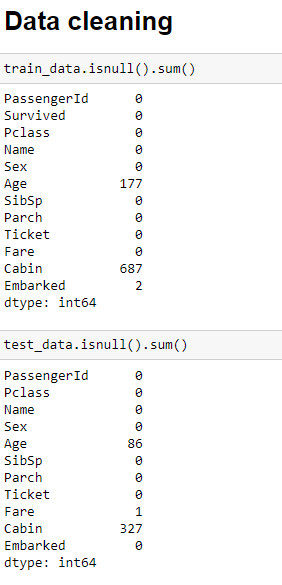 Data cleaning
train_data.isnull().sum()
PassengerId 0
Survived 0
Pclass 0
Name 0
Sex 0
Age 177
SibSp 0
Parch 0
Ticket 0
Fare 0
Cabin 687
Embarked 2
dtype: int64
test_data.isnull().sum()
PassengerId 0
Pclass 0
Name 0
Sex 0
Age 86
SibSp 0
Parch 0
Ticket 0
Fare 1
Cabin 327
Embarked 0
dtype: int64